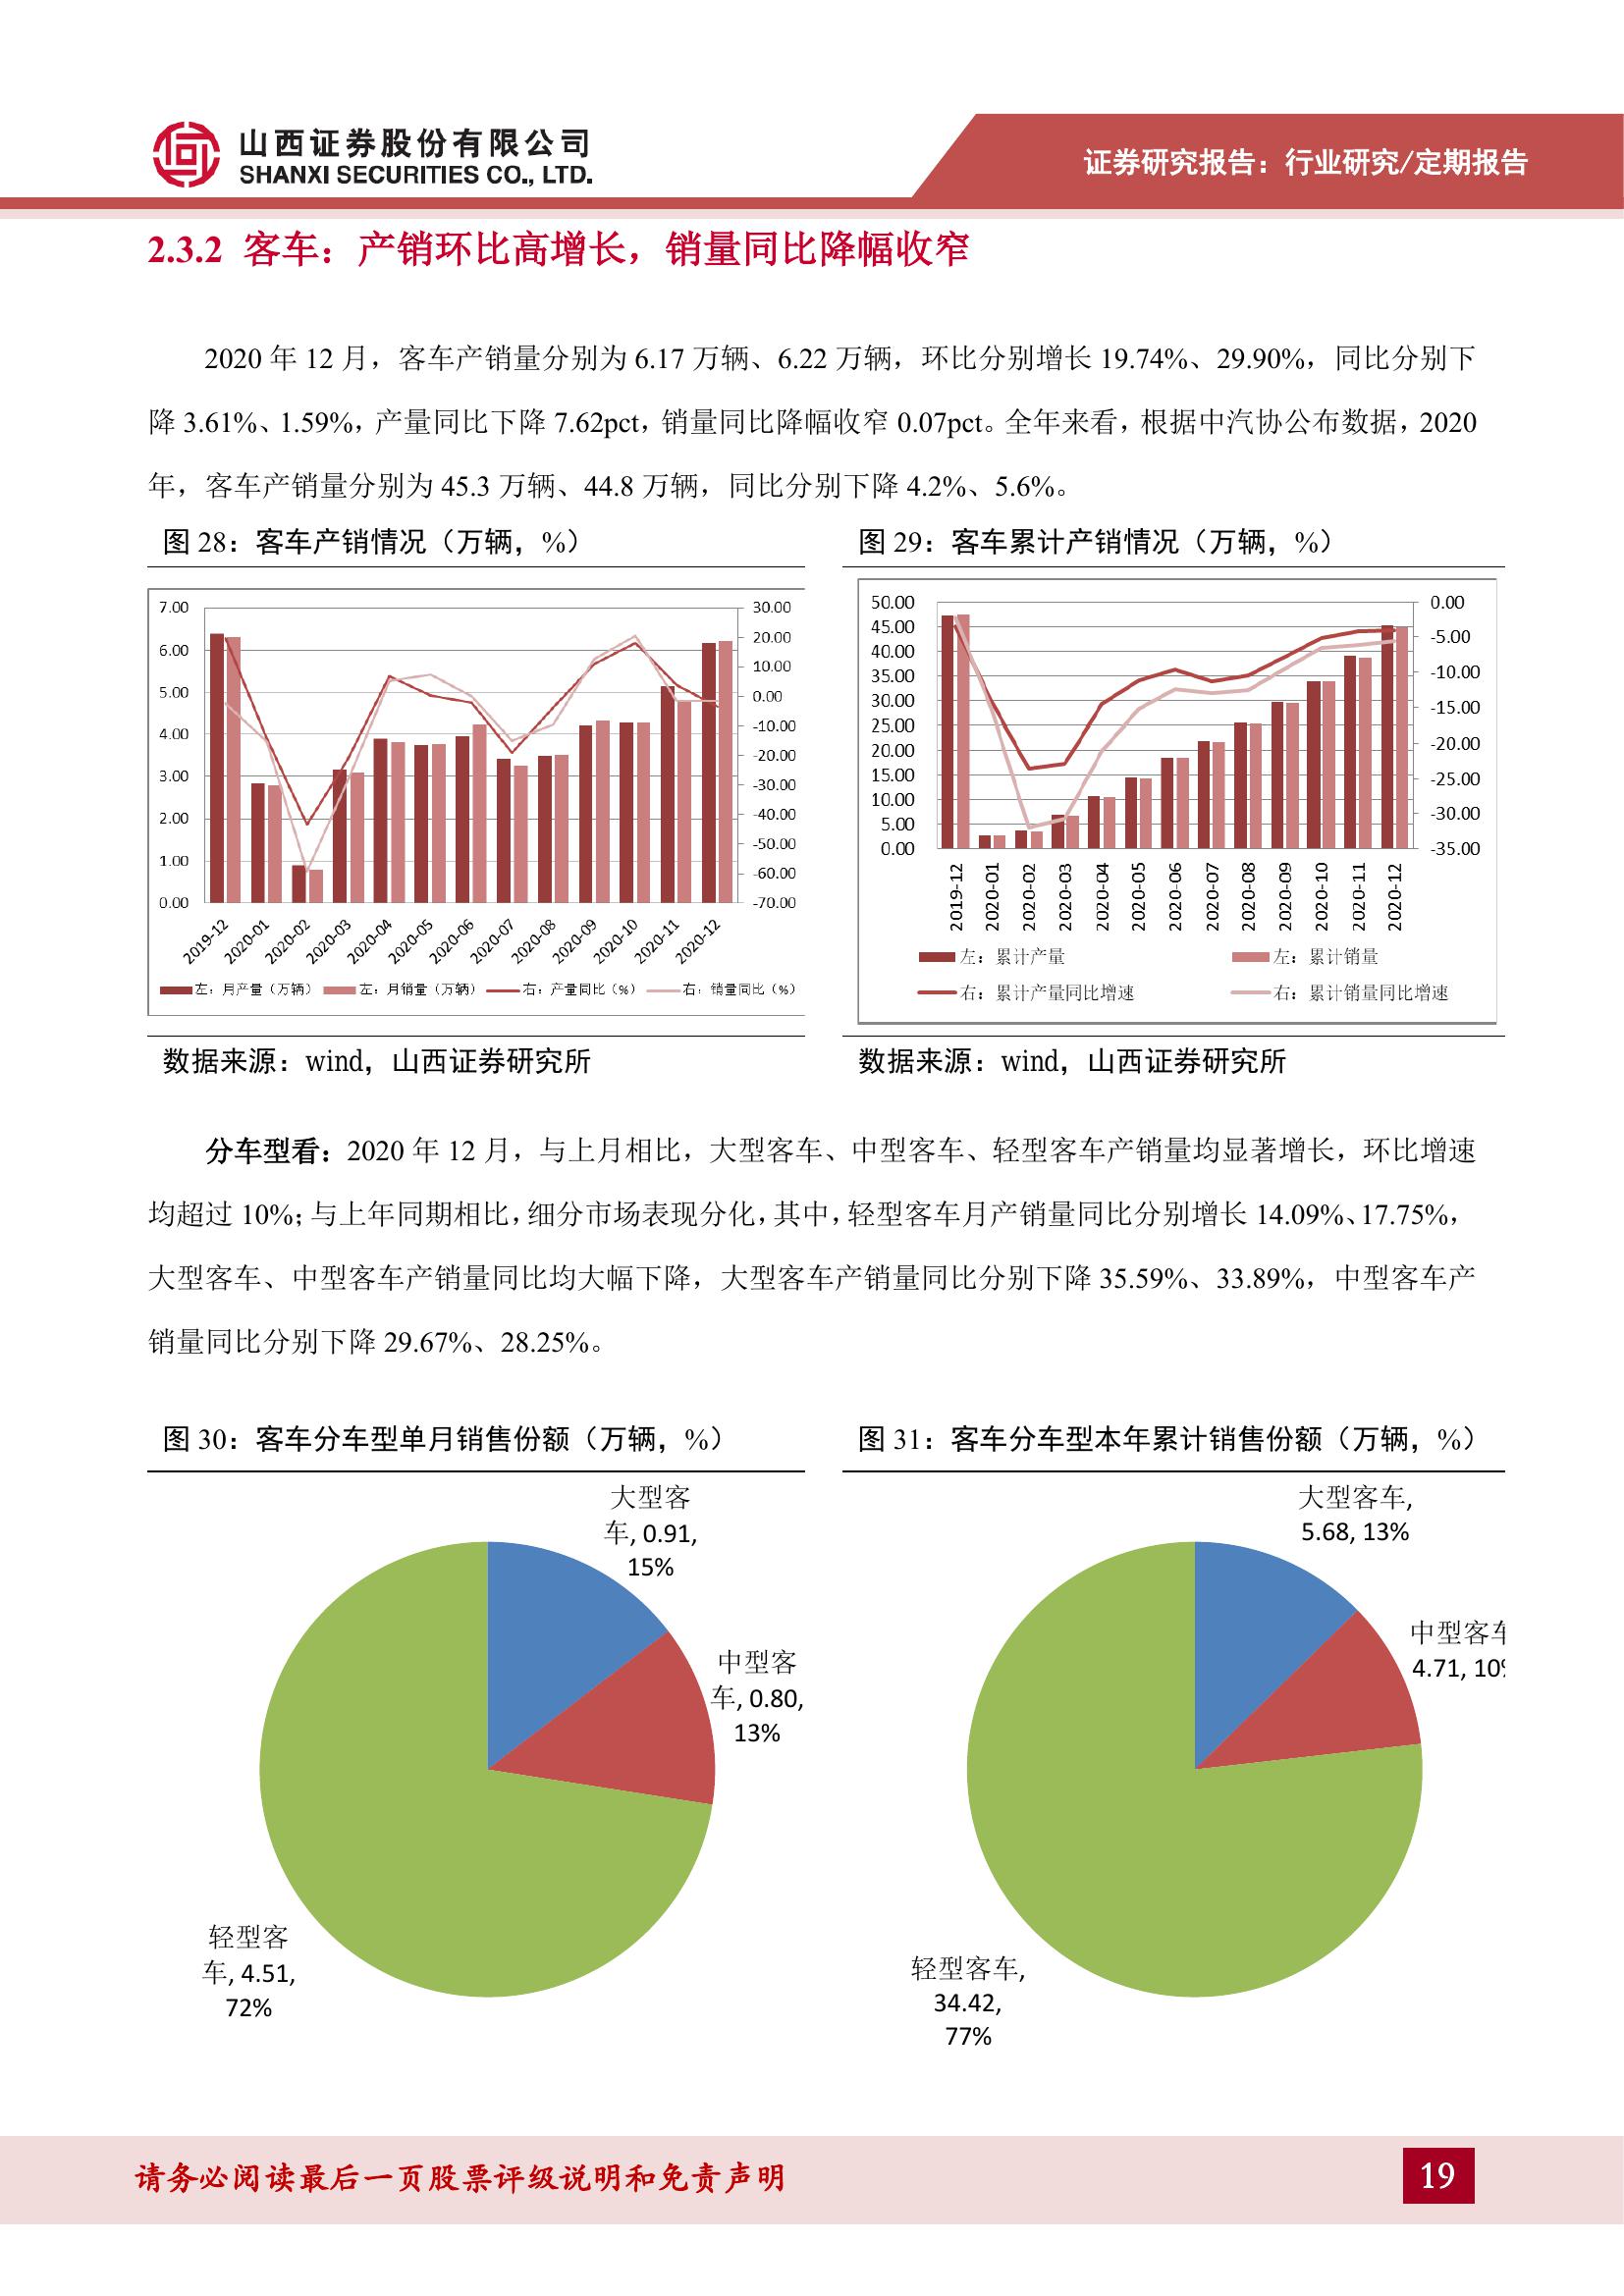 山西证券股份有限公司
SHANXI SECURITIES CO., LTD.
证券研究报告：行业研究/定期报告
2.3.2 客车：产销环比高增长，销量同比降幅收窄
2020 年 12 月，客车产销量分别为 6.17 万辆、6.22 万辆，环比分别增长 19.74%、29.90%，同比分别下
降 3.61%、1.59%，产量同比下降 7.62pct，销量同比降幅收窄 0.07pct。全年来看，根据中汽协公布数据，2020
年，客车产销量分别为 45.3 万辆、44.8 万辆，同比分别下降 4.2%、5.6%。
图 28：客车产销情况（万辆，%）
7.00
6.00
5.00
4.00
3.00
2.00
1.00
0.00
30.00
20.00
10.00
0.00
-10.00
-20.00
-30.00
-40.00
-50.00
-60.00
-70.00
2019-12
2020-01
2020-02
2020-03
2020-04
2020-05
2020-06
2020-07
2020-08
2020-09
2020-10
2020-11
2020-12
左：月产量（万辆） 左：月销量（万辆） 右：产量同比（%） 右：销量同比（%）
数据来源：wind，山西证券研究所
图 29：客车累计产销情况（万辆，%）
50.00
45.00
40.00
35.00
30.00
25.00
20.00
15.00
10.00
5.00
0.00
0.00
-5.00
-10.00
-15.00
-20.00
-25.00
-30.00
-35.00
2019-12
2020-01
2020-02
2020-03
2020-04
2020-05
2020-06
2020-07
2020-08
2020-09
2020-10
2020-11
2020-12
左：累计产量 左：累计销量
右：累计产量同比增速 右：累计销量同比增速
数据来源：wind，山西证券研究所
分车型看：2020 年 12 月，与上月相比，大型客车、中型客车、轻型客车产销量均显著增长，环比增速
均超过 10%；与上年同期相比，细分市场表现分化，其中，轻型客车月产销量同比分别增长 14.09%、17.75%，
大型客车、中型客车产销量同比均大幅下降，大型客车产销量同比分别下降 35.59%、33.89%，中型客车产
销量同比分别下降 29.67%、28.25%。
图 30：客车分车型单月销售份额（万辆，%）
大型客
车, 0.91,
15%
中型客
车, 0.80,
13%
轻型客
车, 4.51,
72%
图 31：客车分车型本年累计销售份额（万辆，%）
大型客车,
5.68, 13%
中型客车
4.71, 10%
轻型客车,
34.42,
77%
请务必阅读最后一页股票评级说明和免责声明
19